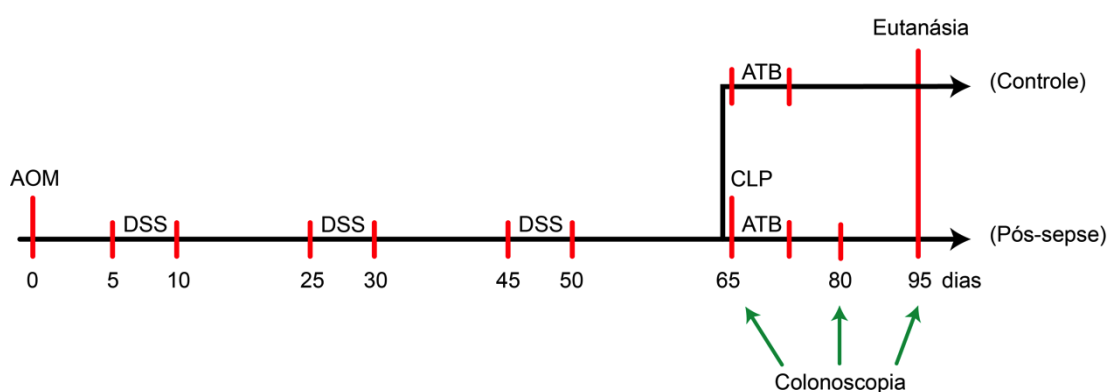 Eutanásia
ATB
(Controle)
AOM
CLP
DSS DSS DSS ATB
(Pós-sepse)
0 5 10 25 30 45 50 65 80 95 dias
Colonoscopia